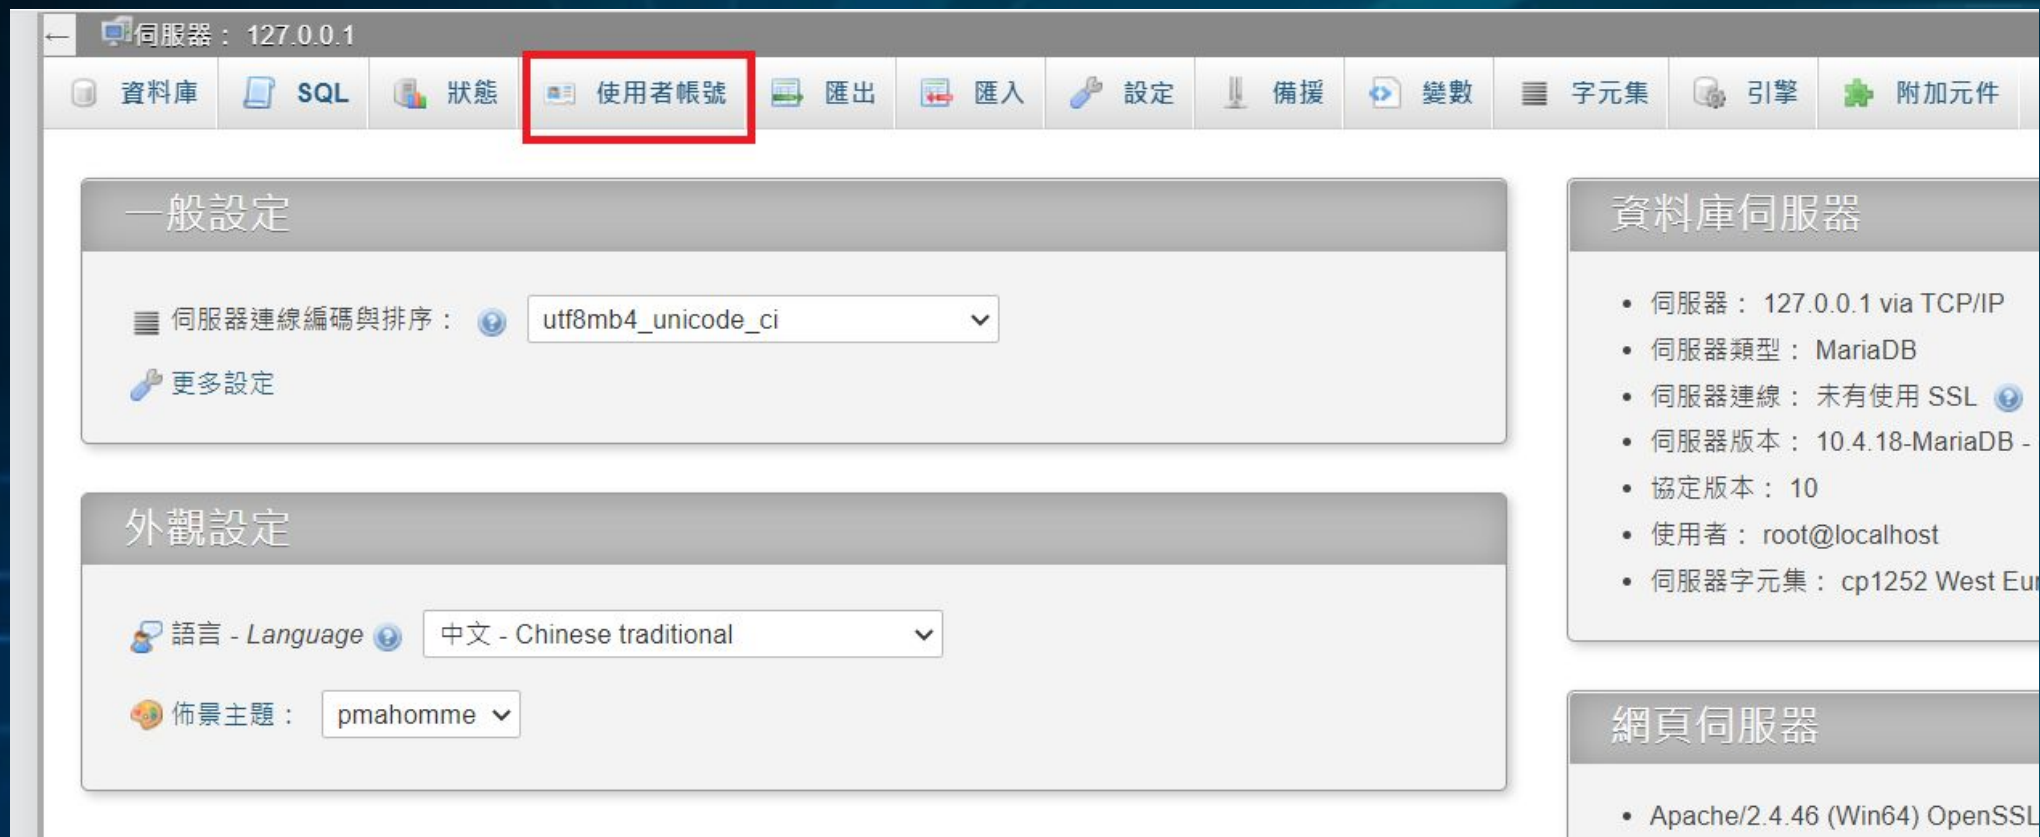 ← 伺服器： 127.0.0.1
資料庫 SQL 狀態 使用者帳號 匯出 匯入 設定 備援 變數 字元集 引擎 附加元件
一般設定
伺服器連線編碼與排序： utf8mb4_unicode_ci
更多設定
外觀設定
語言 - Language 中文 - Chinese traditional
佈景主題： pmahomme
資料庫伺服器
• 伺服器： 127.0.0.1 via TCP/IP
• 伺服器類型： MariaDB
• 伺服器連線： 未有使用 SSL
• 伺服器版本： 10.4.18-MariaDB -
• 協定版本： 10
• 使用者： root@localhost
• 伺服器字元集： cp1252 West Eur
網頁伺服器
• Apache/2.4.46 (Win64) OpenSSL